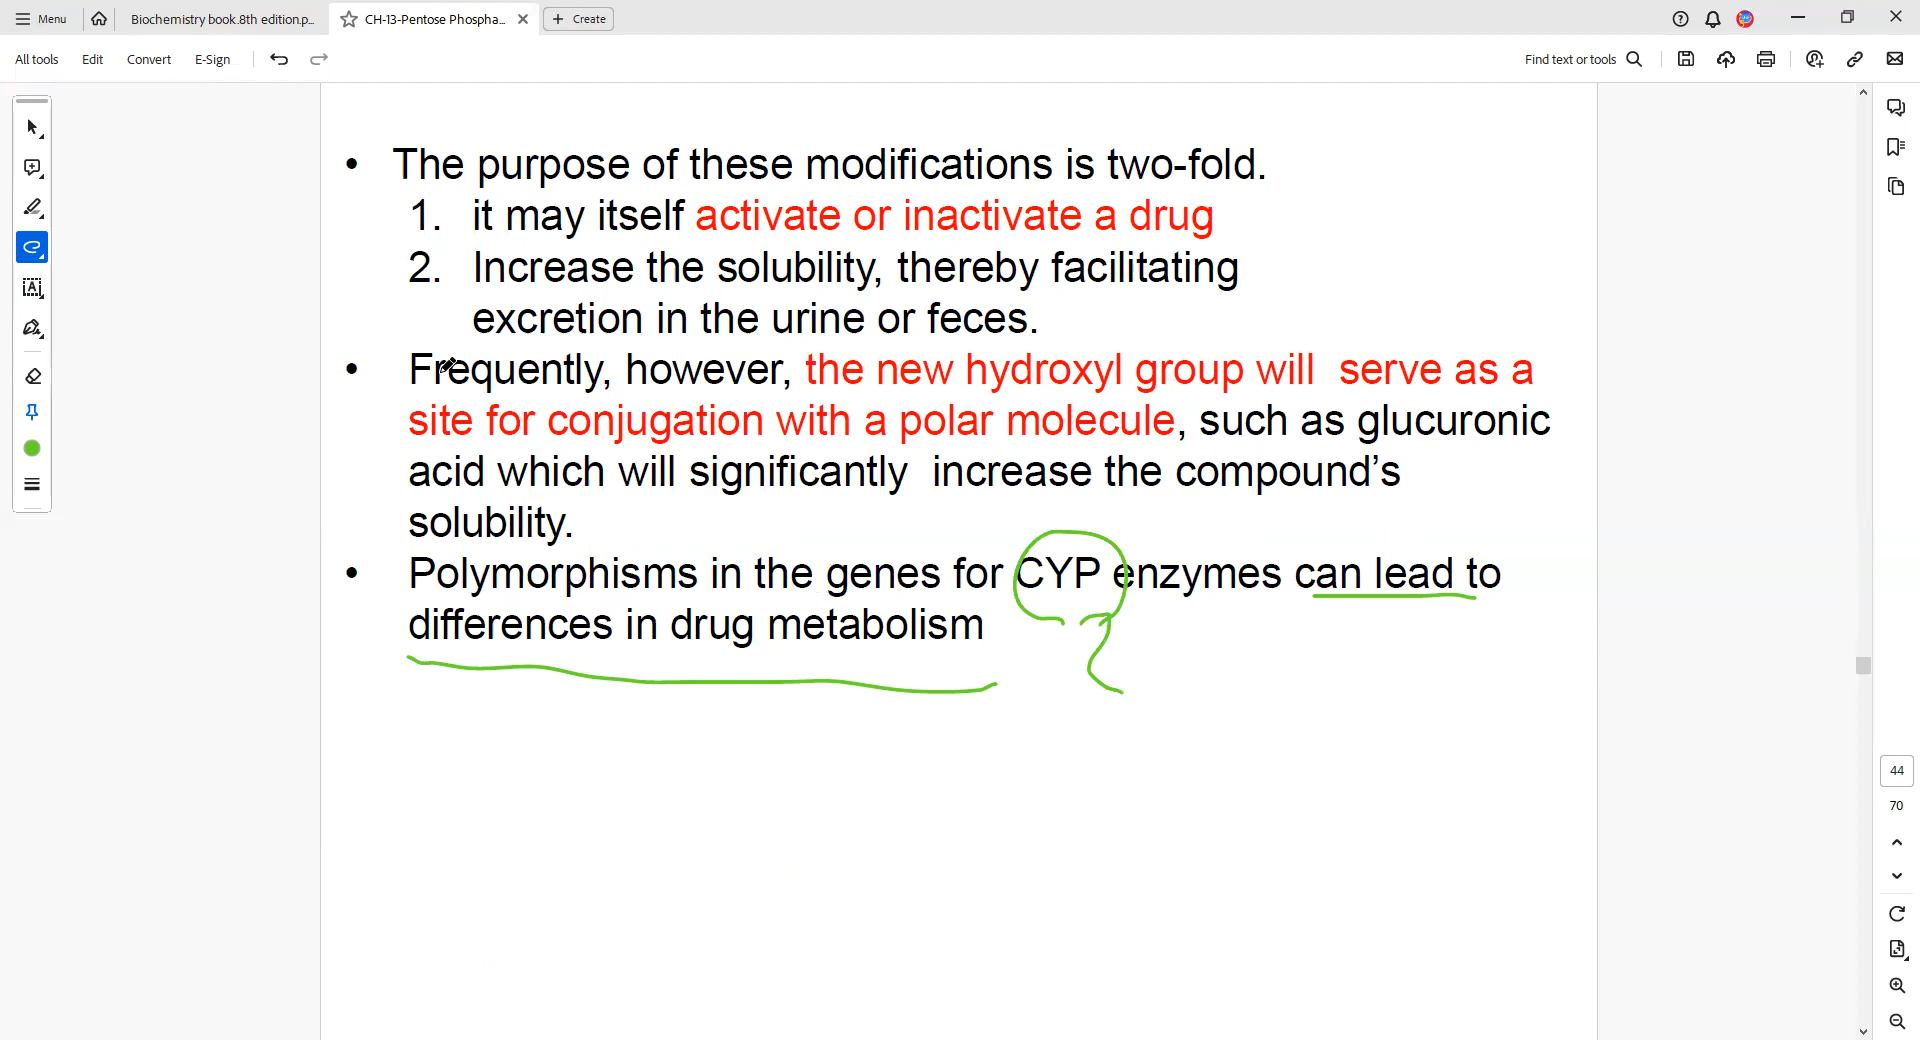 Menu
Biochemistry book.8th edition.p...
CH-13-Pentose Phospha...
Create
All tools
Edit
Convert
E-Sign
Find text or tools
• The purpose of these modifications is two-fold.
1. it may itself activate or inactivate a drug
2. Increase the solubility, thereby facilitating
excretion in the urine or feces.
• Frequently, however, the new hydroxyl group will serve as a
site for conjugation with a polar molecule, such as glucuronic
acid which will significantly increase the compound’s
solubility.
• Polymorphisms in the genes for CYP enzymes can lead to
differences in drug metabolism
44
70